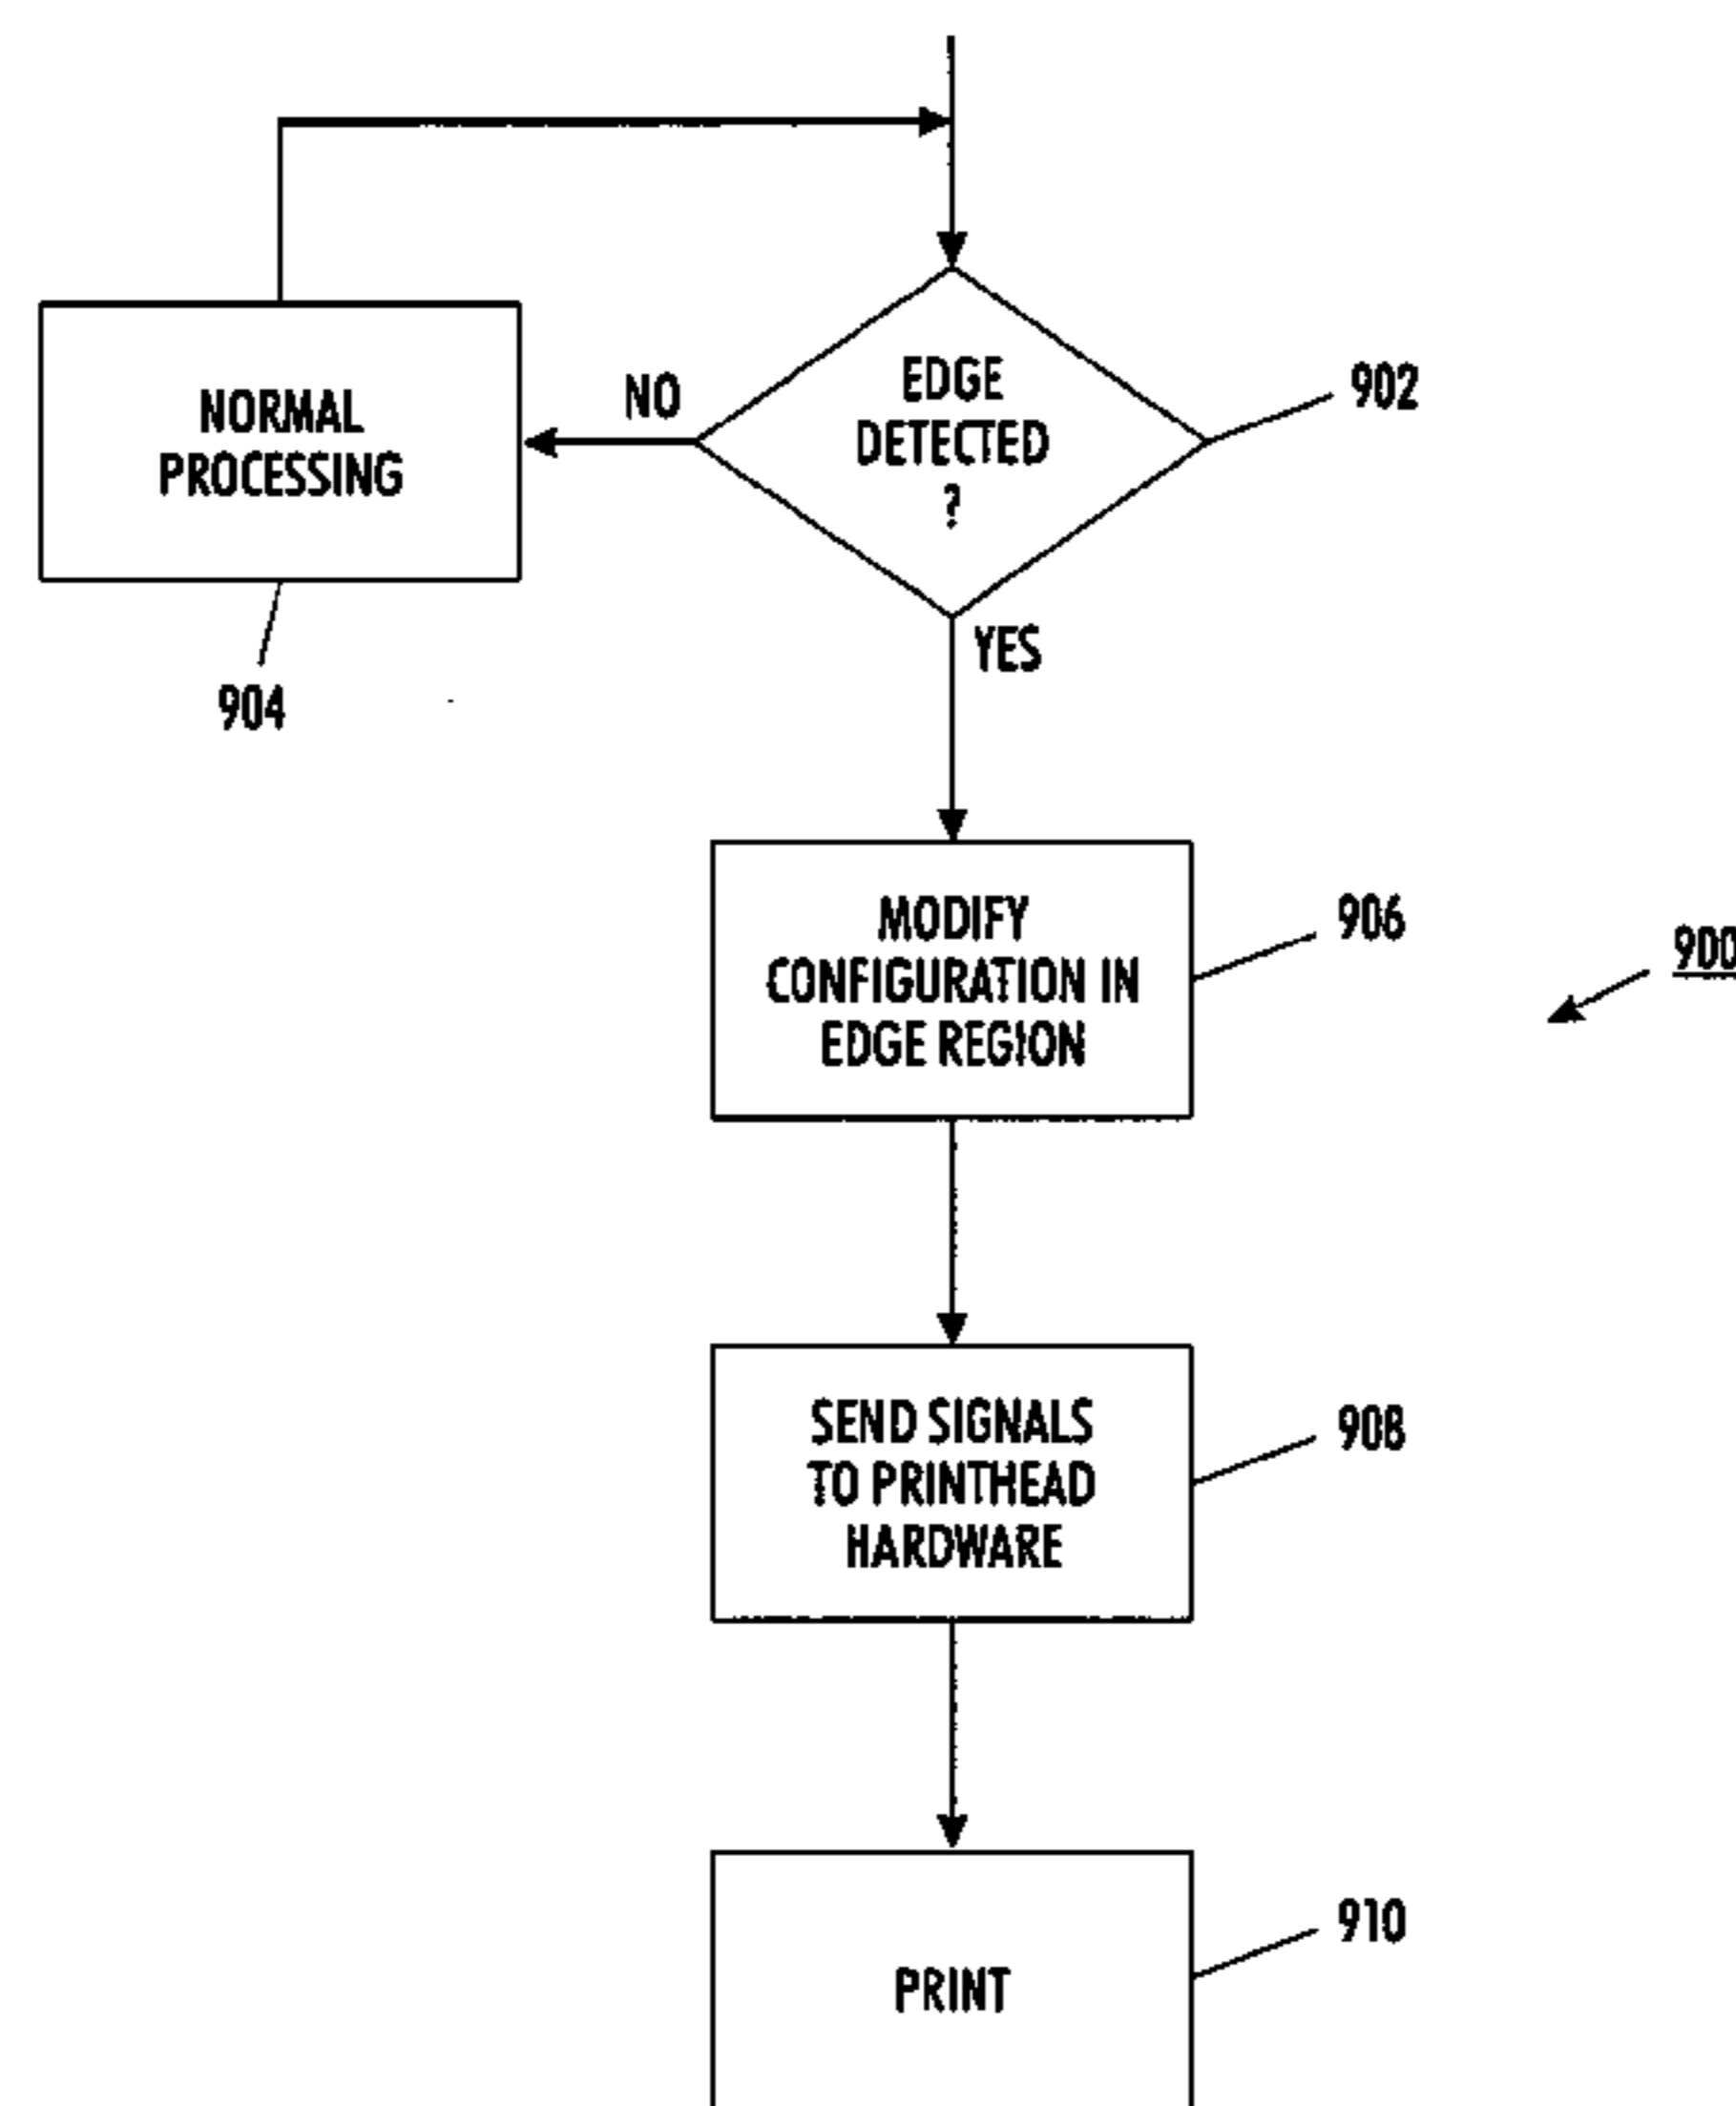 EDGE
DETECTED
?
902
NO
NORMAL
PROCESSING
904
YES
MODIFY
CONFIGURATION IN
EDGE REGION
906
900
SEND SIGNALS
TO PRINTHEAD
HARDWARE
908
PRINT
910